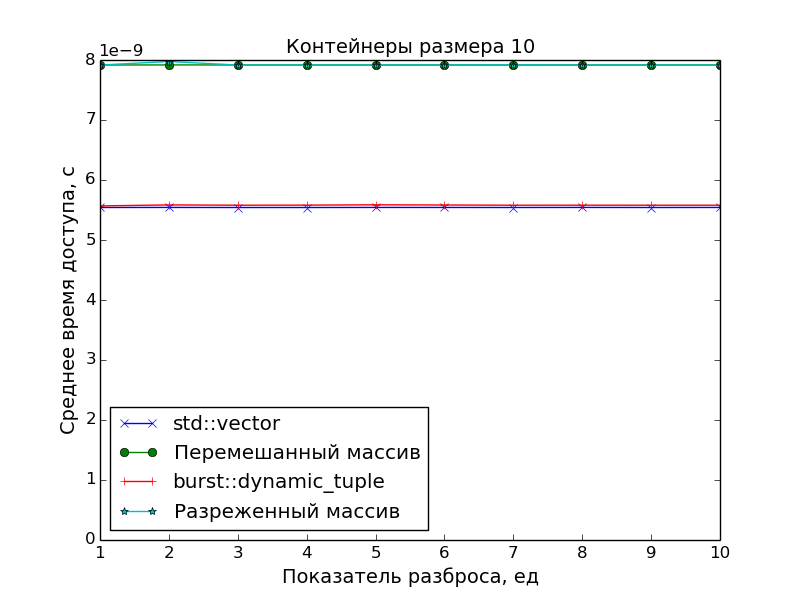 Контейнеры размера 10
1e−9
8
7
6
5
4
3
2
1
0
Среднее время доступа, с
std::vector
Перемешанный массив
burst::dynamic_tuple
Разреженный массив
1 2 3 4 5 6 7 8 9 10
Показатель разброса, ед